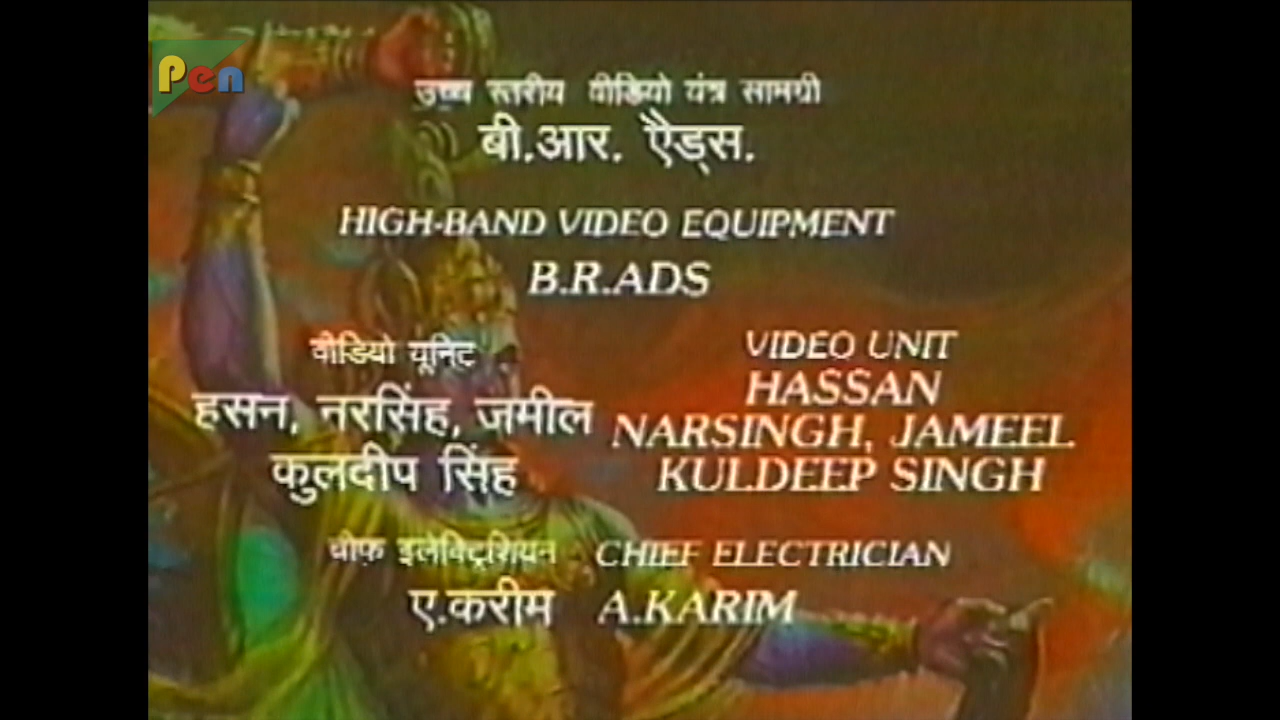 Pen
उच्च स्तरीय वीडियो यंत्र सामग्री
बी.आर. ऐड्स.
HIGH-BAND VIDEO EQUIPMENT
B.R.ADS
वीडियो यूनिट
हसन, नरसिंह, जमील
कुलदीप सिंह
VIDEO UNIT
HASSAN
NARSINGH, JAMEEL
KULDEEP SINGH
चीफ़ इलेक्ट्रिशियन CHIEF ELECTRICIAN
ए.करीम A.KARIM